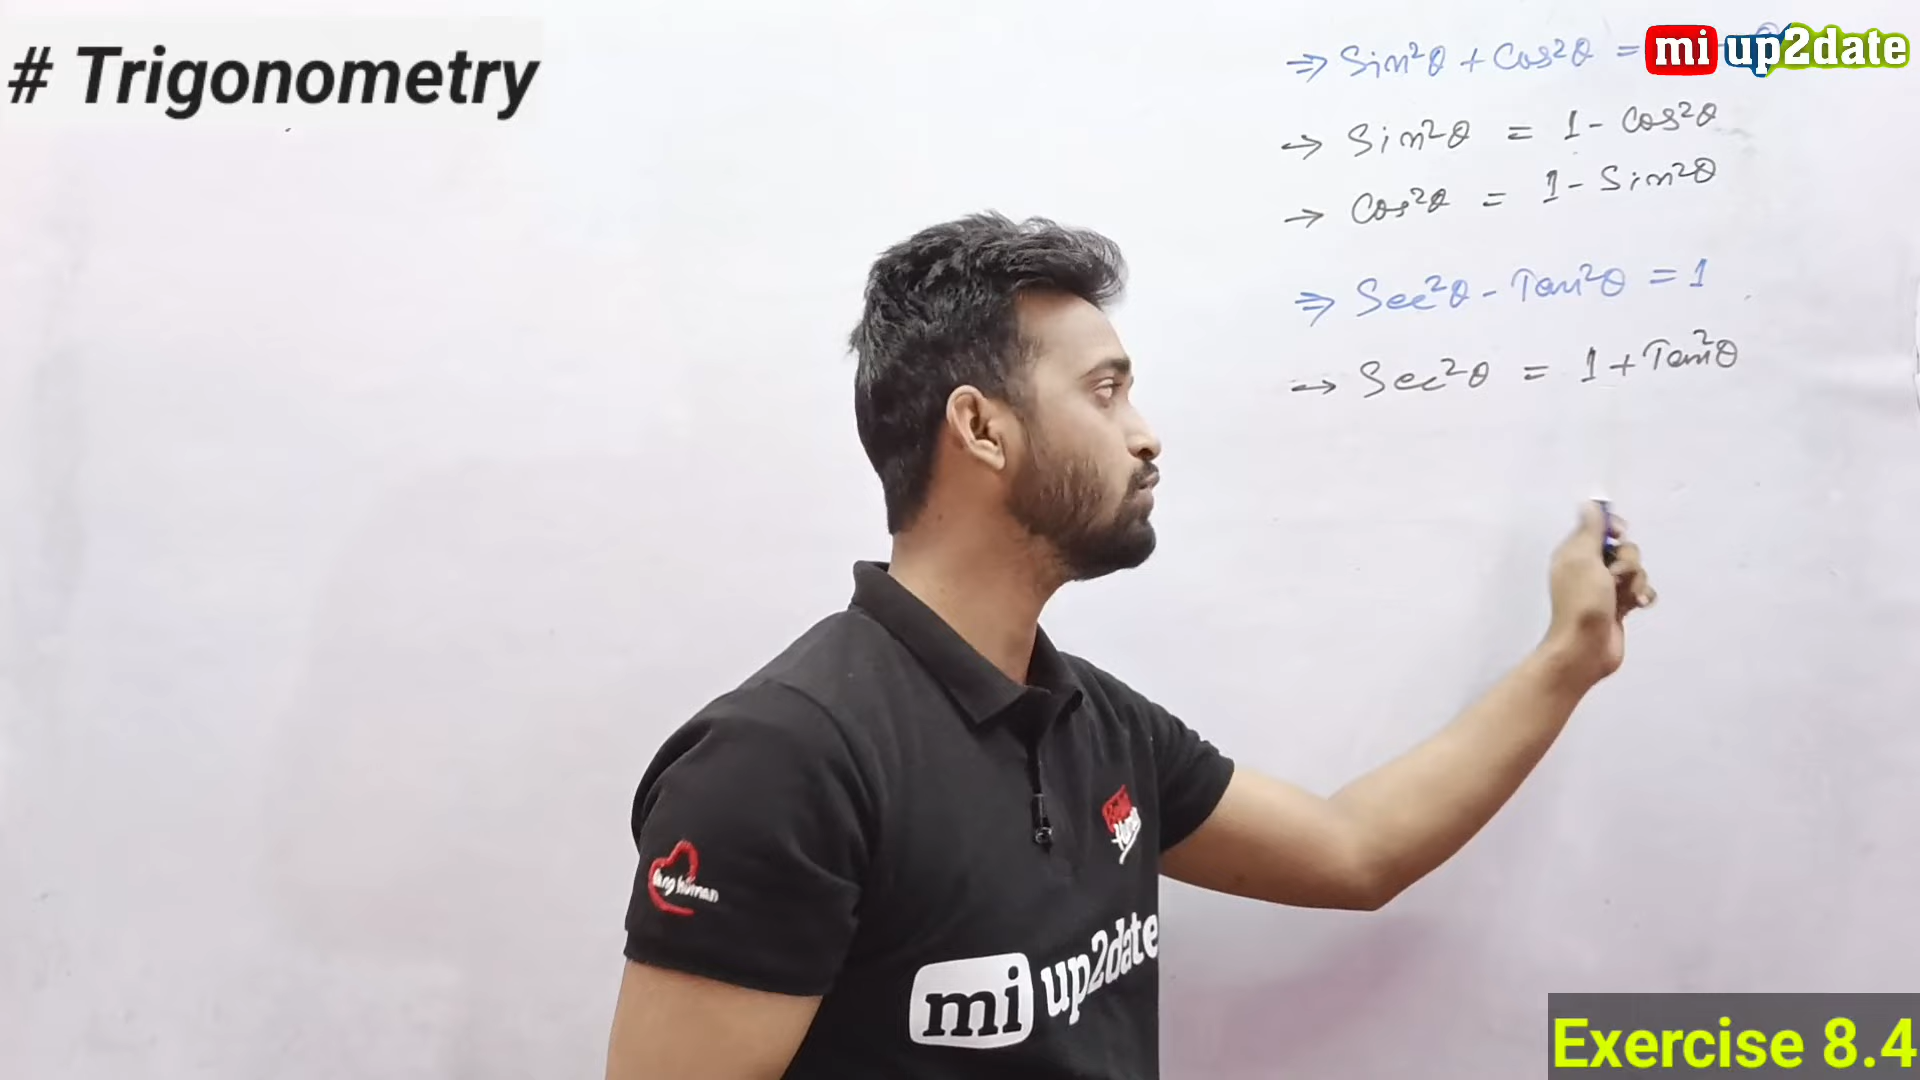 # Trigonometry
⇒ Sin²θ + Cos²θ =
mi up2date
→ Sin²θ = 1 - Cos²θ
→ Cos²θ = 1 - Sin²θ
⇒ Sec²θ - Tan²θ = 1
→ Sec²θ = 1 + Tan²θ
mi up2date
Exercise 8.4